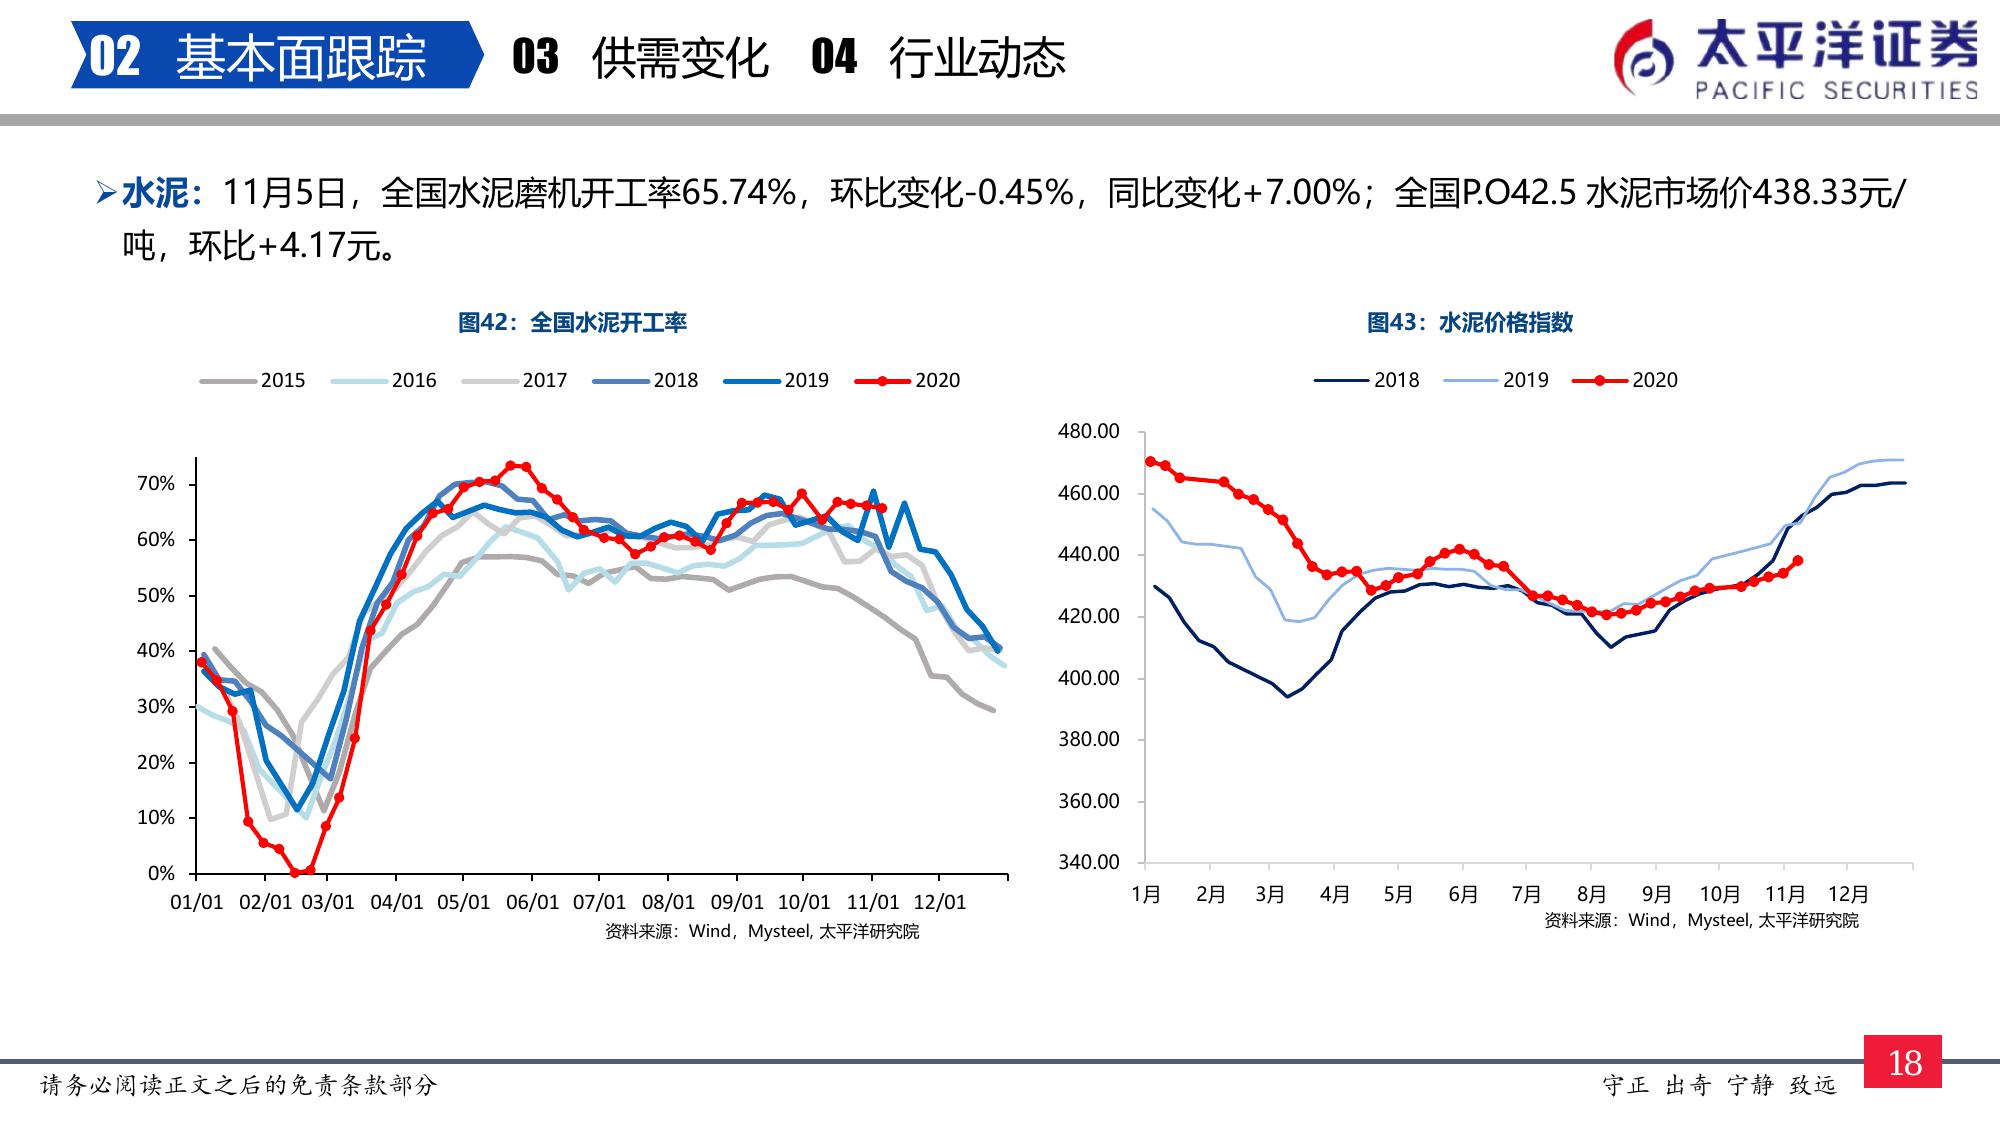 02 基本面跟踪 03 供需变化 04 行业动态
太平洋证券
PACIFIC SECURITIES
➢水泥：11月5日，全国水泥磨机开工率65.74%，环比变化-0.45%，同比变化+7.00%；全国P.O42.5 水泥市场价438.33元/
吨，环比+4.17元。
图42：全国水泥开工率
2015 2016 2017 2018 2019 2020
70%
60%
50%
40%
30%
20%
10%
0%
01/01 02/01 03/01 04/01 05/01 06/01 07/01 08/01 09/01 10/01 11/01 12/01
资料来源：Wind，Mysteel, 太平洋研究院
图43：水泥价格指数
2018 2019 2020
480.00
460.00
440.00
420.00
400.00
380.00
360.00
340.00
1月 2月 3月 4月 5月 6月 7月 8月 9月 10月 11月 12月
资料来源：Wind，Mysteel, 太平洋研究院
请务必阅读正文之后的免责条款部分
守正 出奇 宁静 致远
18